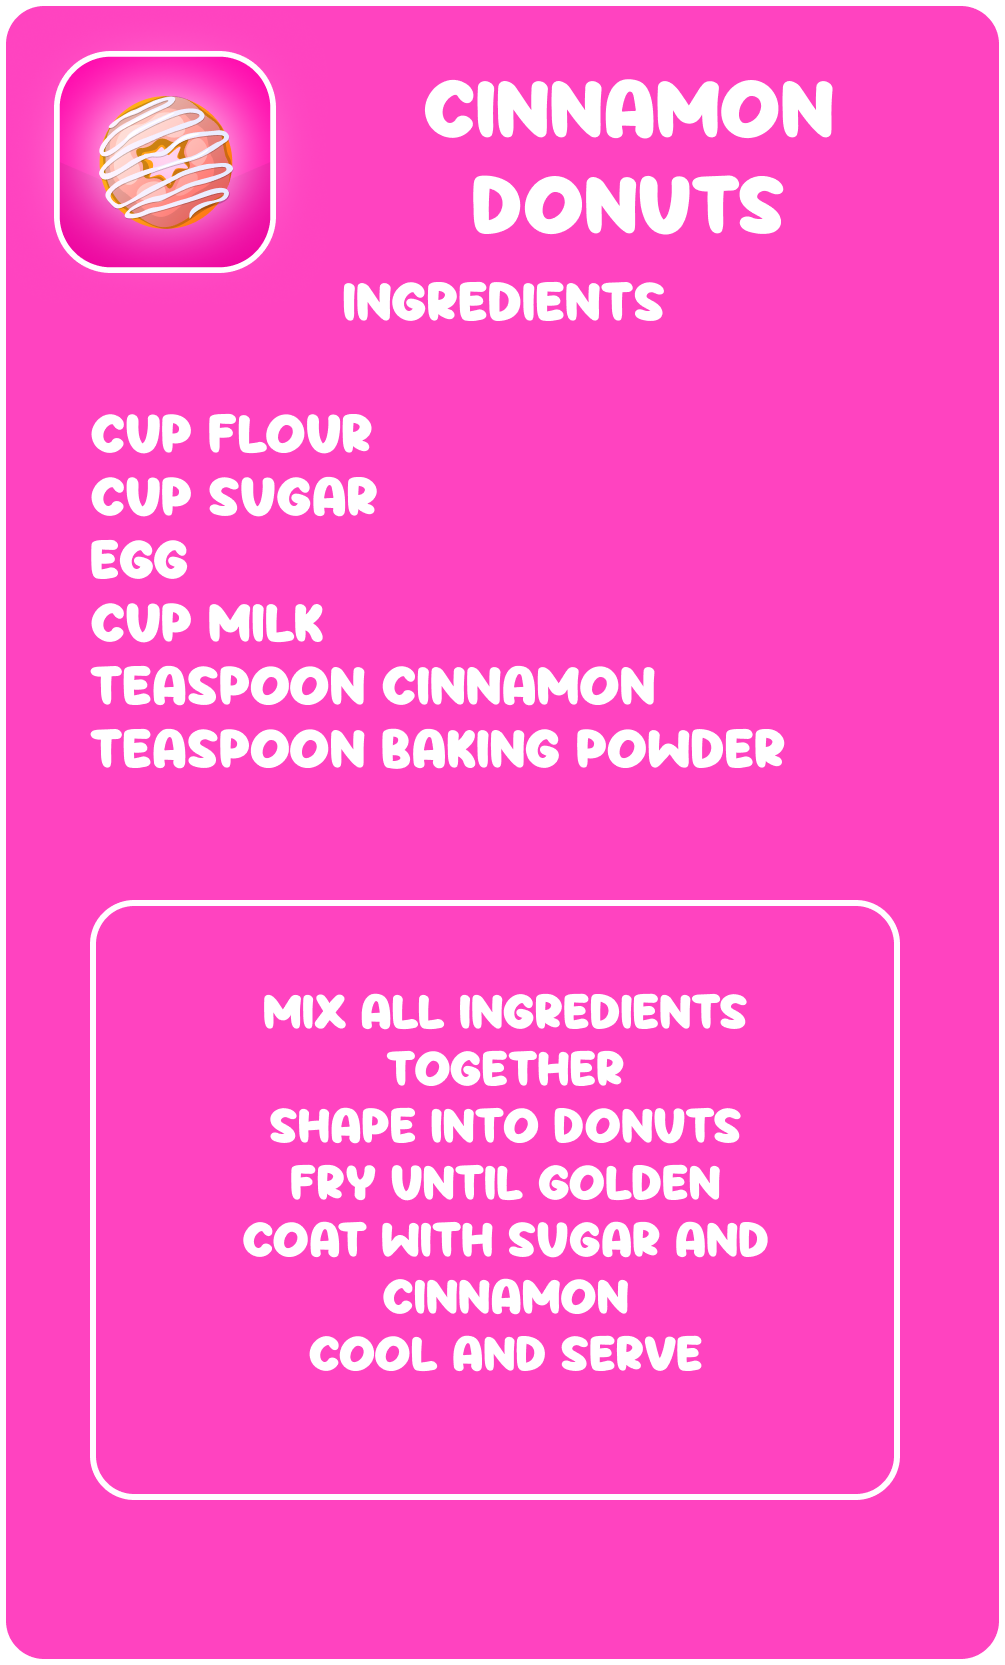 CINNAMON
DONUTS
INGREDIENTS
CUP FLOUR
CUP SUGAR
EGG
CUP MILK
TEASPOON CINNAMON
TEASPOON BAKING POWDER
MIX ALL INGREDIENTS
TOGETHER
SHAPE INTO DONUTS
FRY UNTIL GOLDEN
COAT WITH SUGAR AND
CINNAMON
COOL AND SERVE